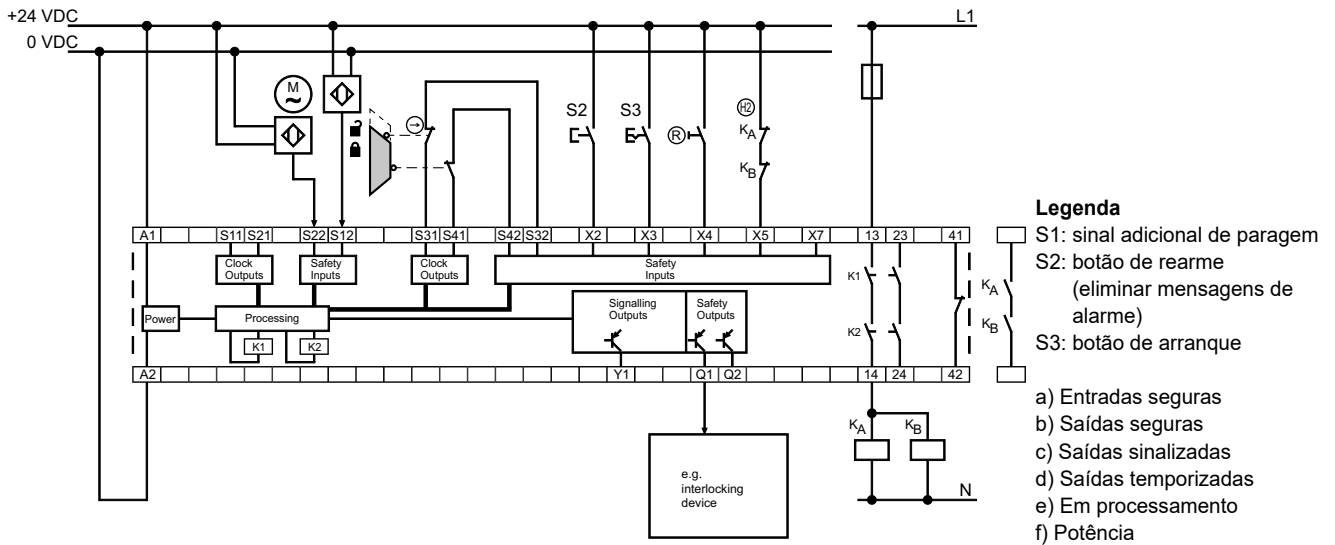 +24 VDC
L1
0 VDC
M
~
S2
S3
H2
R
KA
KB
A1 S11 S21 S22 S12 S31 S41 S42 S32 X2 X3 X4 X5 X7 13 23 41
Clock Outputs
Safety Inputs
Clock Outputs
Safety Inputs
K1
KA
Signalling Outputs
Safety Outputs
Power
Processing
K1
K2
K2
KB
A2 Y1 Q1 Q2 14 24 42
KA
KB
e.g.
interlocking
device
N
Legenda
S1: sinal adicional de paragem
S2: botão de rearme
(eliminar mensagens de
alarme)
S3: botão de arranque
a) Entradas seguras
b) Saídas seguras
c) Saídas sinalizadas
d) Saídas temporizadas
e) Em processamento
f) Potência